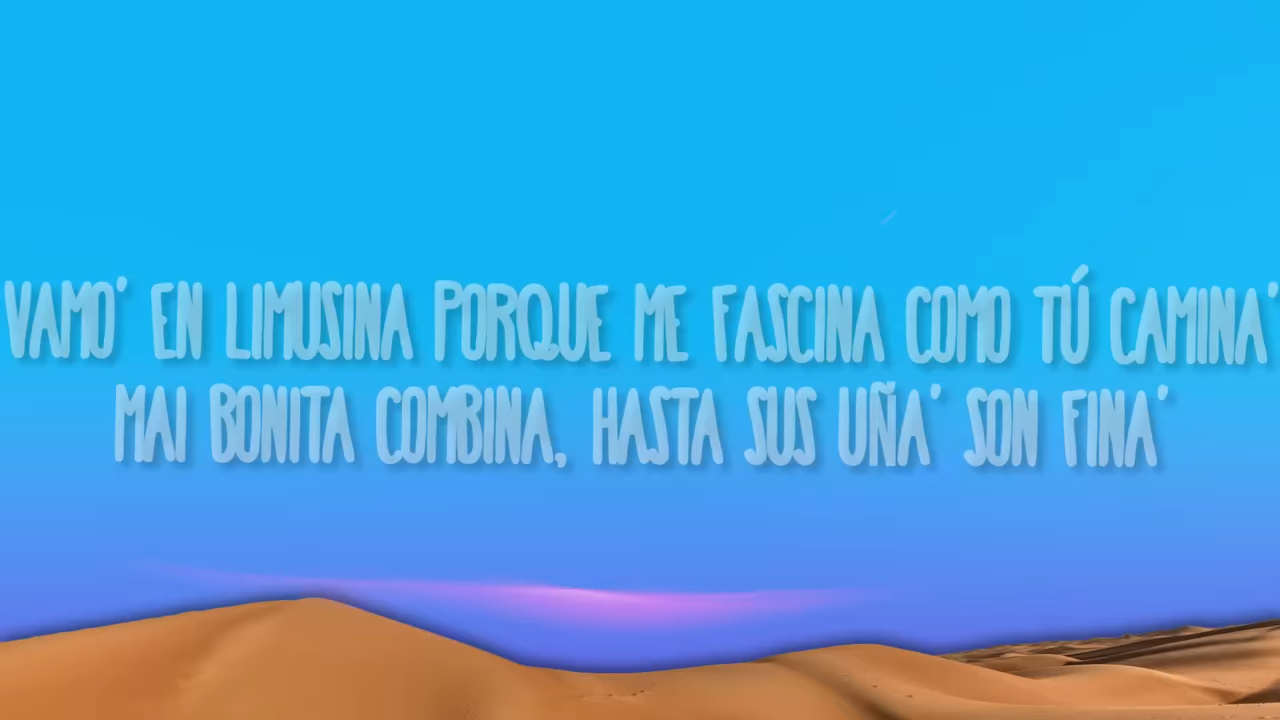 VAMO' EN LIMUSINA PORQUE ME FASCINA COMO TÚ CAMINA'
MAI BONITA COMBINA, HASTA SUS UÑA' SON FINA'